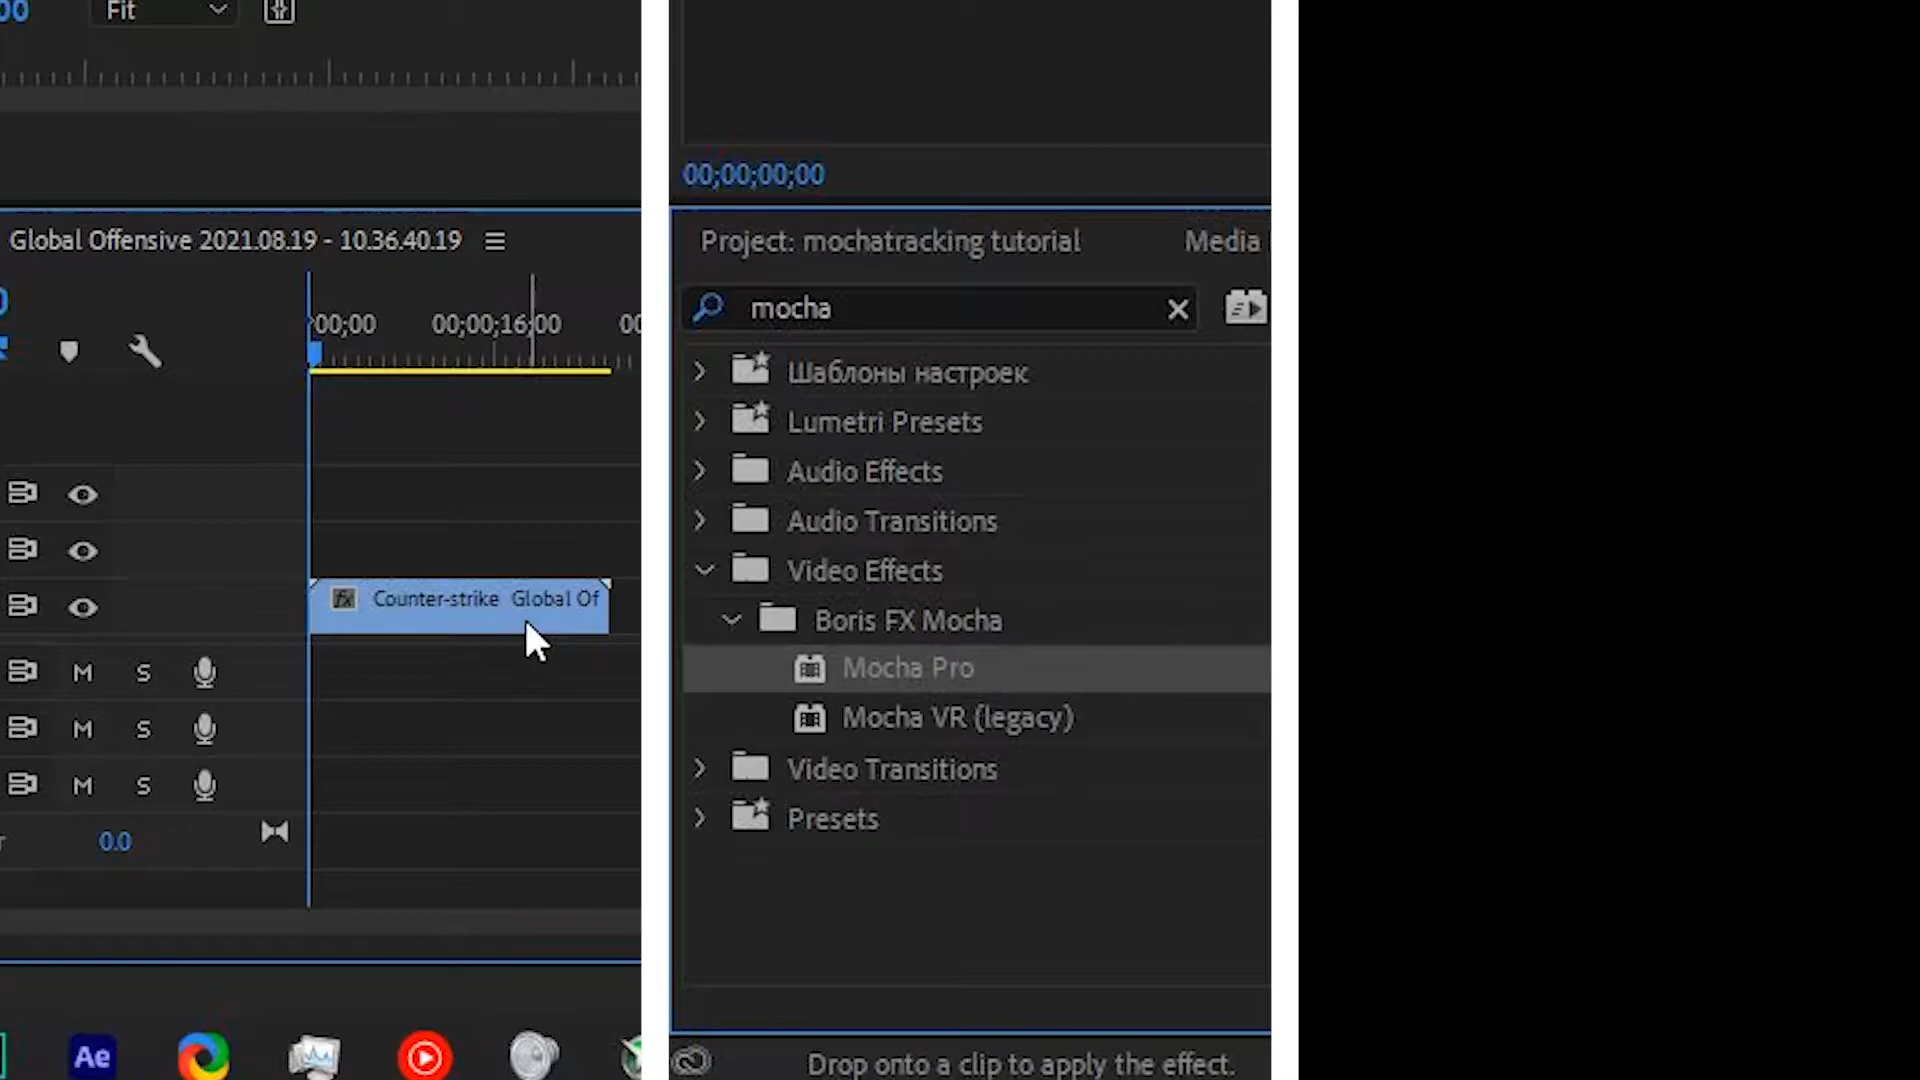 00
Fit
Global Offensive 2021.08.19 - 10.36.40.19
00;00
00;00;16;00
00
fx Counter-strike Global Of
M S
M S
M S
0.0
Ae
00;00;00;00
Project: mochatracking tutorial
Media
mocha
Шаблоны настроек
Lumetri Presets
Audio Effects
Audio Transitions
Video Effects
Boris FX Mocha
Mocha Pro
Mocha VR (legacy)
Video Transitions
Presets
Drop onto a clip to apply the effect.